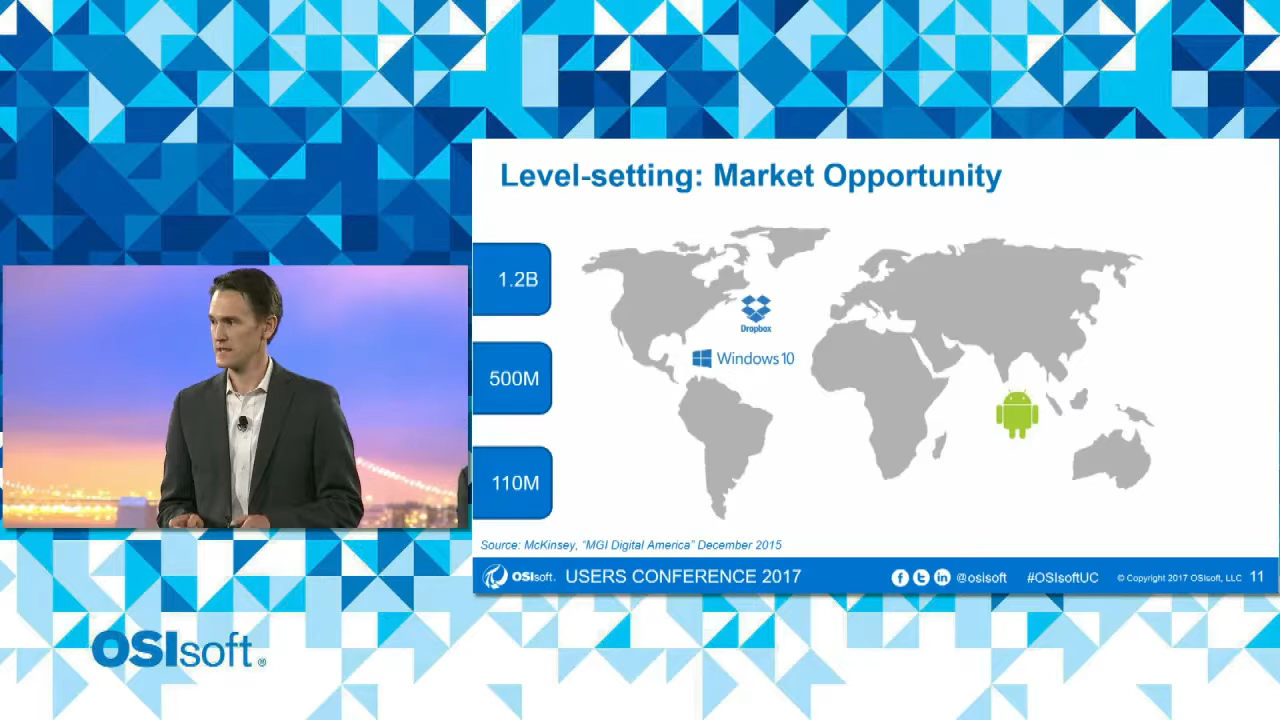 Level-setting: Market Opportunity
1.2B
Dropbox
Windows 10
500M
110M
Source: McKinsey, “MGI Digital America” December 2015
OSIsoft. USERS CONFERENCE 2017
@osisoft
#OSIsoftUC
© Copyright 2017 OSIsoft, LLC
11
OSIsoft®